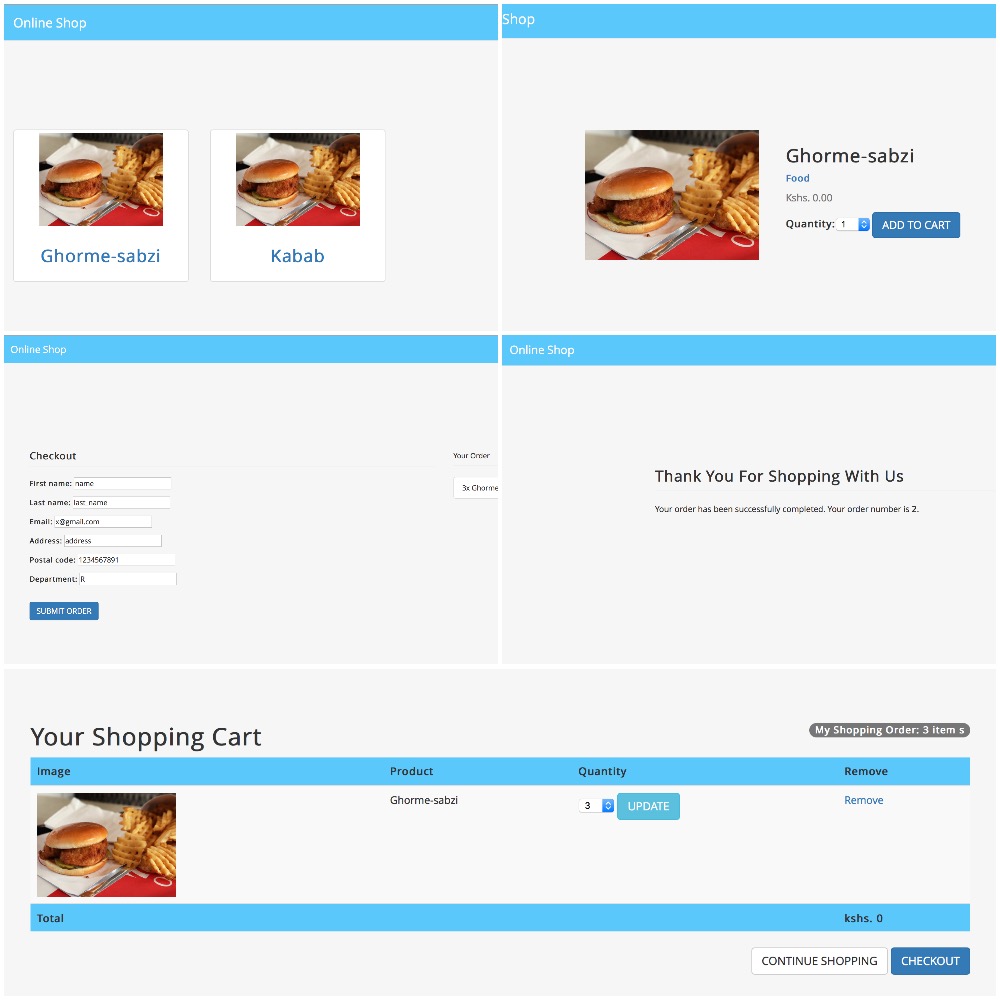 Online Shop
Ghorme-sabzi
Kabab
Shop
Ghorme-sabzi
Food
Kshs. 0.00
Quantity: 1 ADD TO CART
Online Shop
Checkout
First name: name
Last name: last name
Email: x@gmail.com
Address: address
Postal code: 1234567891
Department: R
SUBMIT ORDER
Your Order
3x Ghorme
Online Shop
Thank You For Shopping With Us
Your order has been successfully completed. Your order number is 2.
Your Shopping Cart
My Shopping Order: 3 item s
Image Product Quantity Remove
Ghorme-sabzi 3 UPDATE Remove
Total kshs. 0
CONTINUE SHOPPING CHECKOUT